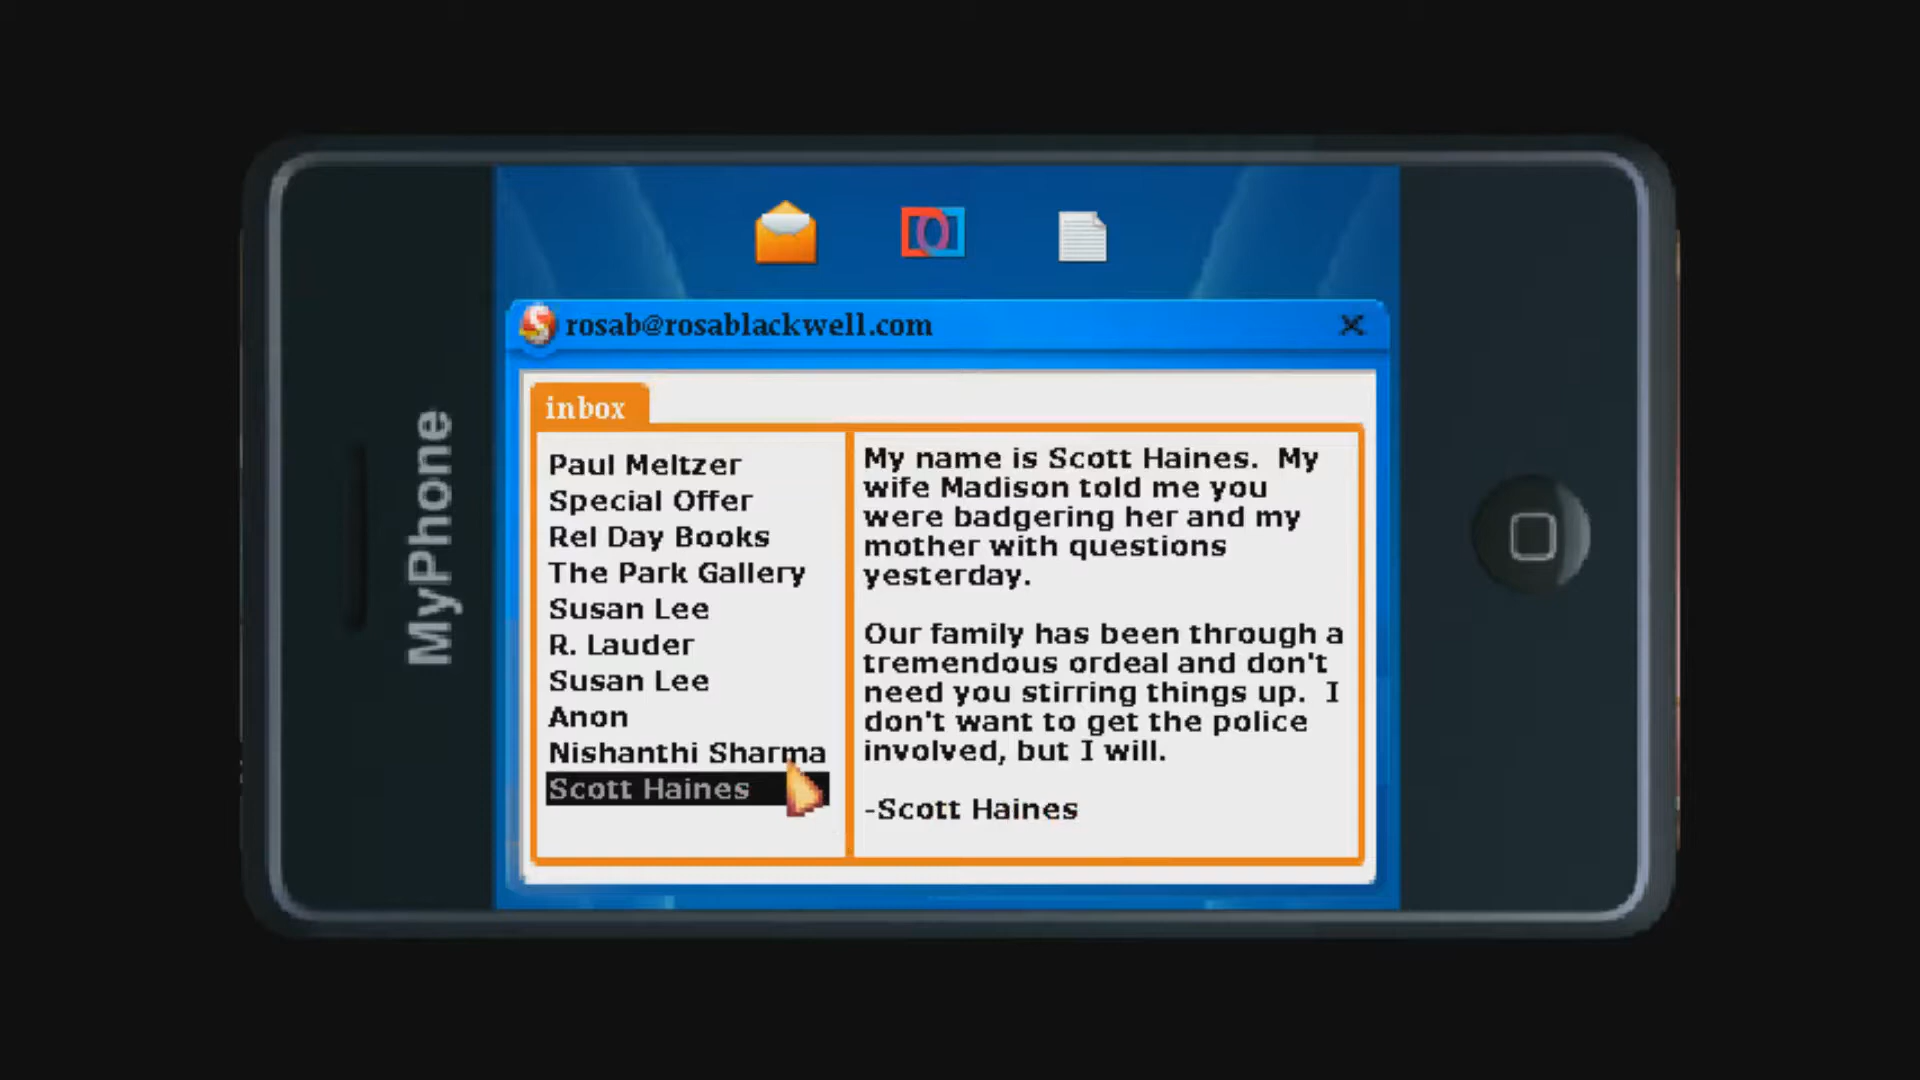 MyPhone
rosab@rosablackwell.com
inbox
Paul Meltzer
Special Offer
Rel Day Books
The Park Gallery
Susan Lee
R. Lauder
Susan Lee
Anon
Nishanthi Sharma
Scott Haines
My name is Scott Haines. My
wife Madison told me you
were badgering her and my
mother with questions
yesterday.
Our family has been through a
tremendous ordeal and don't
need you stirring things up. I
don't want to get the police
involved, but I will.
-Scott Haines